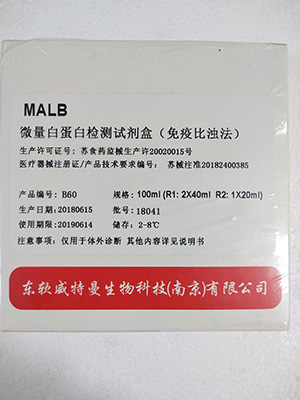 MALB
微量白蛋白检测试剂盒（免疫比浊法）
生产许可证号：苏食药监械生产许20020015号
医疗器械注册证/产品技术要求编号：苏械注准20182400385
产品编号：B60 规格：100ml (R1: 2X40ml R2: 1X20ml)
生产日期：20180615 批号：18041
使用期限：20190614 储存：2-8℃
注意事项：仅用于体外诊断 其他内容详见说明书
东软威特曼生物科技(南京)有限公司